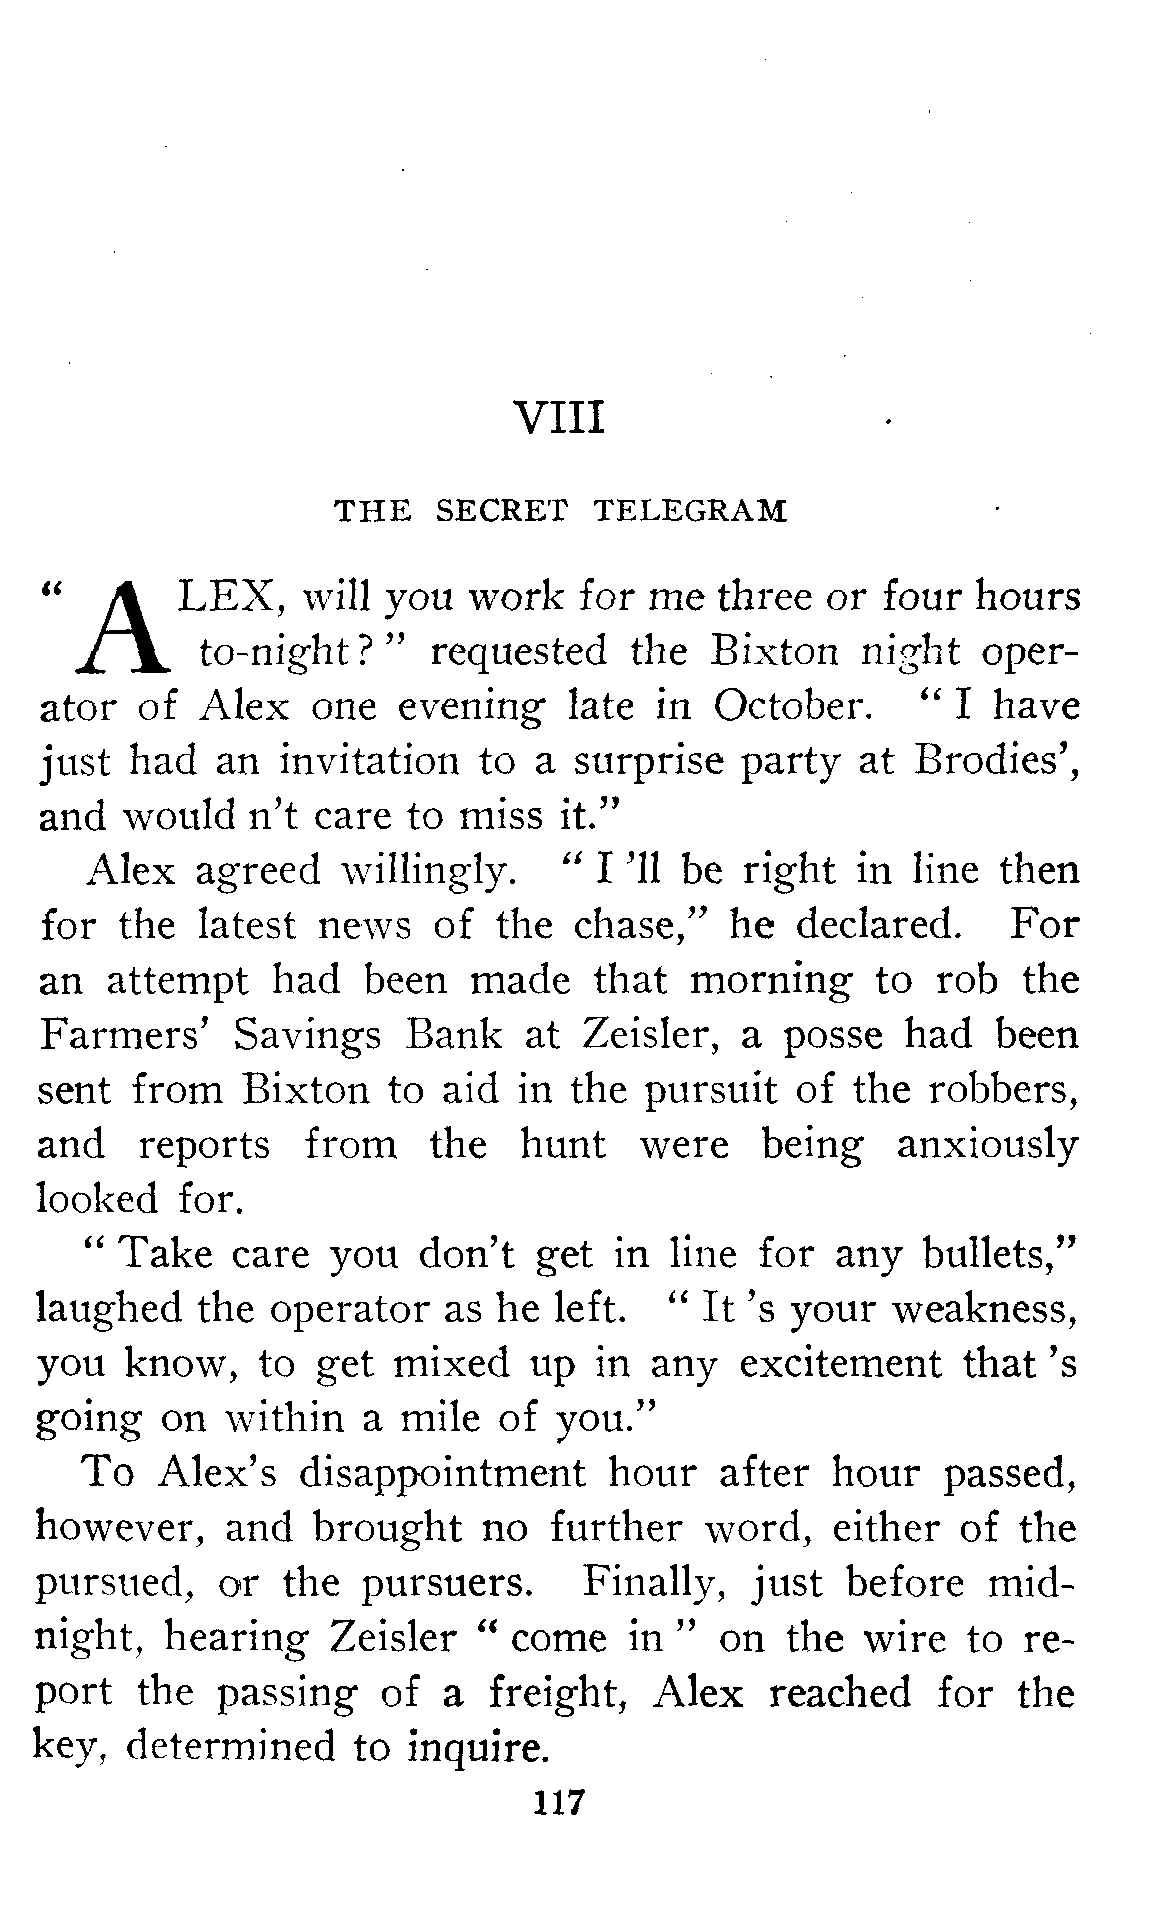 VIII
THE SECRET TELEGRAM
" ALEX, will you work for me three or four hours
to-night? " requested the Bixton night oper-
ator of Alex one evening late in October. " I have
just had an invitation to a surprise party at Brodies',
and would n't care to miss it."
Alex agreed willingly. " I 'll be right in line then
for the latest news of the chase," he declared. For
an attempt had been made that morning to rob the
Farmers' Savings Bank at Zeisler, a posse had been
sent from Bixton to aid in the pursuit of the robbers,
and reports from the hunt were being anxiously
looked for.
" Take care you don't get in line for any bullets,"
laughed the operator as he left. " It 's your weakness,
you know, to get mixed up in any excitement that 's
going on within a mile of you."
To Alex's disappointment hour after hour passed,
however, and brought no further word, either of the
pursued, or the pursuers. Finally, just before mid-
night, hearing Zeisler " come in " on the wire to re-
port the passing of a freight, Alex reached for the
key, determined to inquire.
117